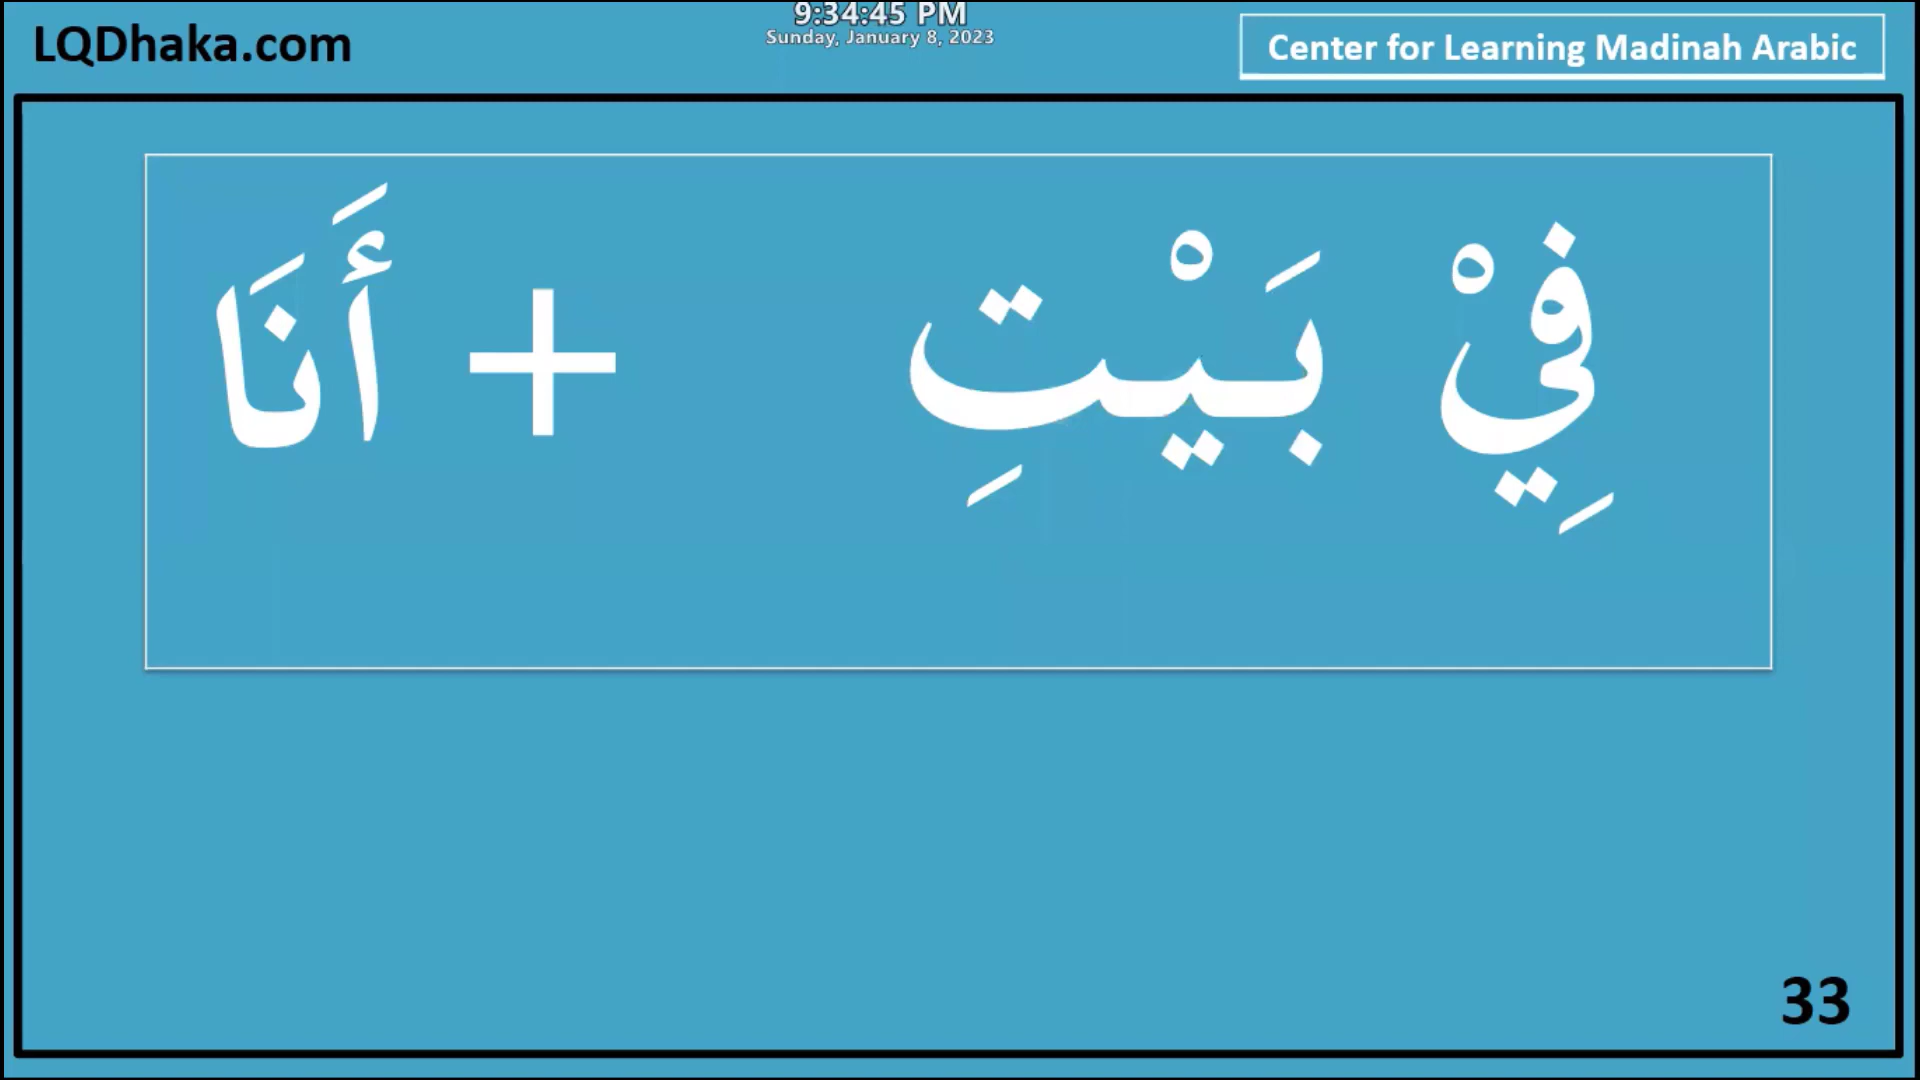 9:34:45 PM
Sunday, January 8, 2023
LQDhaka.com
Center for Learning Madinah Arabic
فِيْ بَيْتِ + أَنَا
33